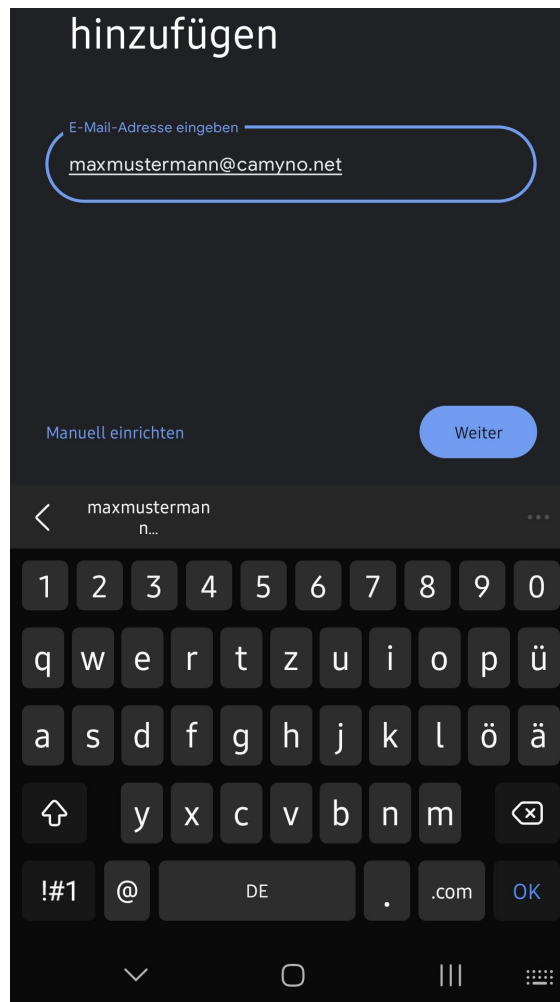 hinzufügen
E-Mail-Adresse eingeben
maxmustermann@camyno.net
Manuell einrichten
Weiter
maxmusterman
n...
1 2 3 4 5 6 7 8 9 0
q w e r t z u i o p ü
a s d f g h j k l ö ä
y x c v b n m
!#1 @ DE . .com OK